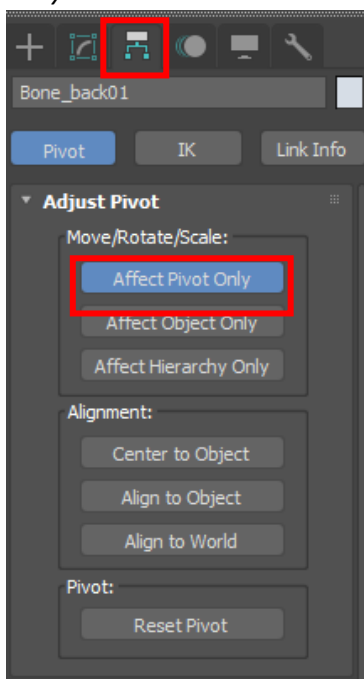 Bone_back01
Pivot IK Link Info
Adjust Pivot
Move/Rotate/Scale:
Affect Pivot Only
Affect Object Only
Affect Hierarchy Only
Alignment:
Center to Object
Align to Object
Align to World
Pivot:
Reset Pivot